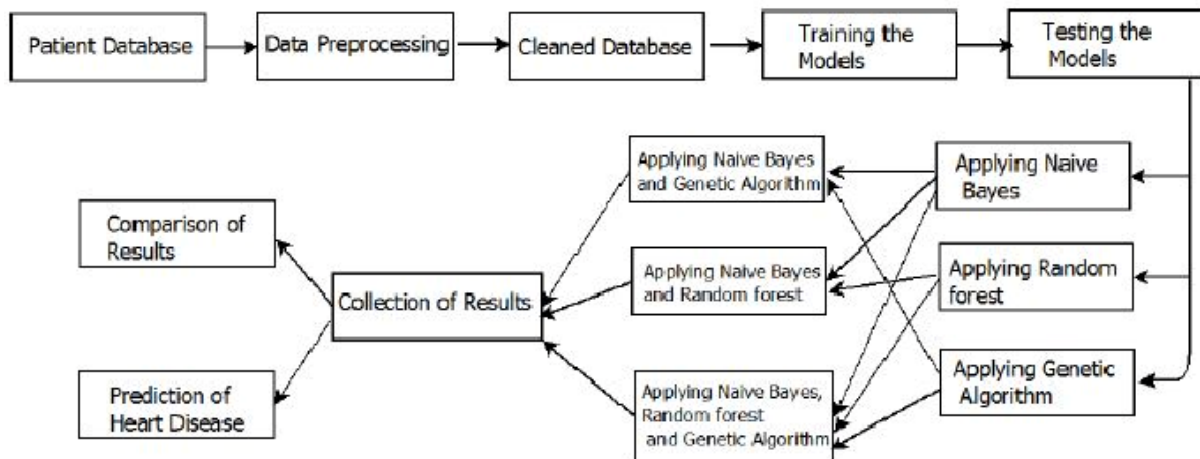 Patient Database
Data Preprocessing
Cleaned Database
Training the
Models
Testing the
Models
Applying Naive Bayes
and Genetic Algorithm
Applying Naive
Bayes
Comparison of
Results
Collection of Results
Applying Naive Bayes
and Random forest
Applying Random
forest
Prediction of
Heart Disease
Applying Naive Bayes,
Random forest
and Genetic Algorithm
Applying Genetic
Algorithm